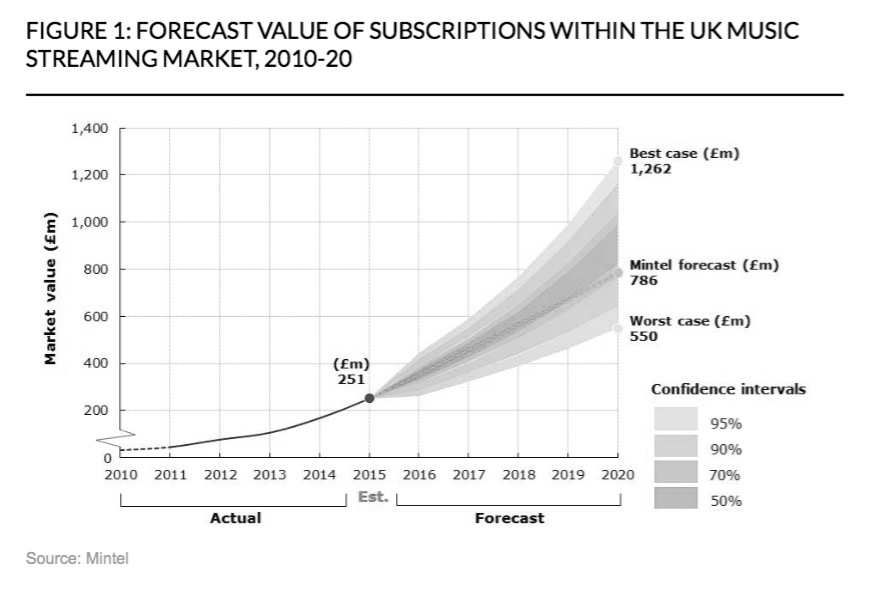 FIGURE 1: FORECAST VALUE OF SUBSCRIPTIONS WITHIN THE UK MUSIC
STREAMING MARKET, 2010-20
Market value (£m)
1,400
1,200
1,000
800
600
400
200
0
(£m)
251
Best case (£m)
1,262
Mintel forecast (£m)
786
Worst case (£m)
550
Confidence intervals
95%
90%
70%
50%
2010 2011 2012 2013 2014 2015 2016 2017 2018 2019 2020
Est.
Actual
Forecast
Source: Mintel